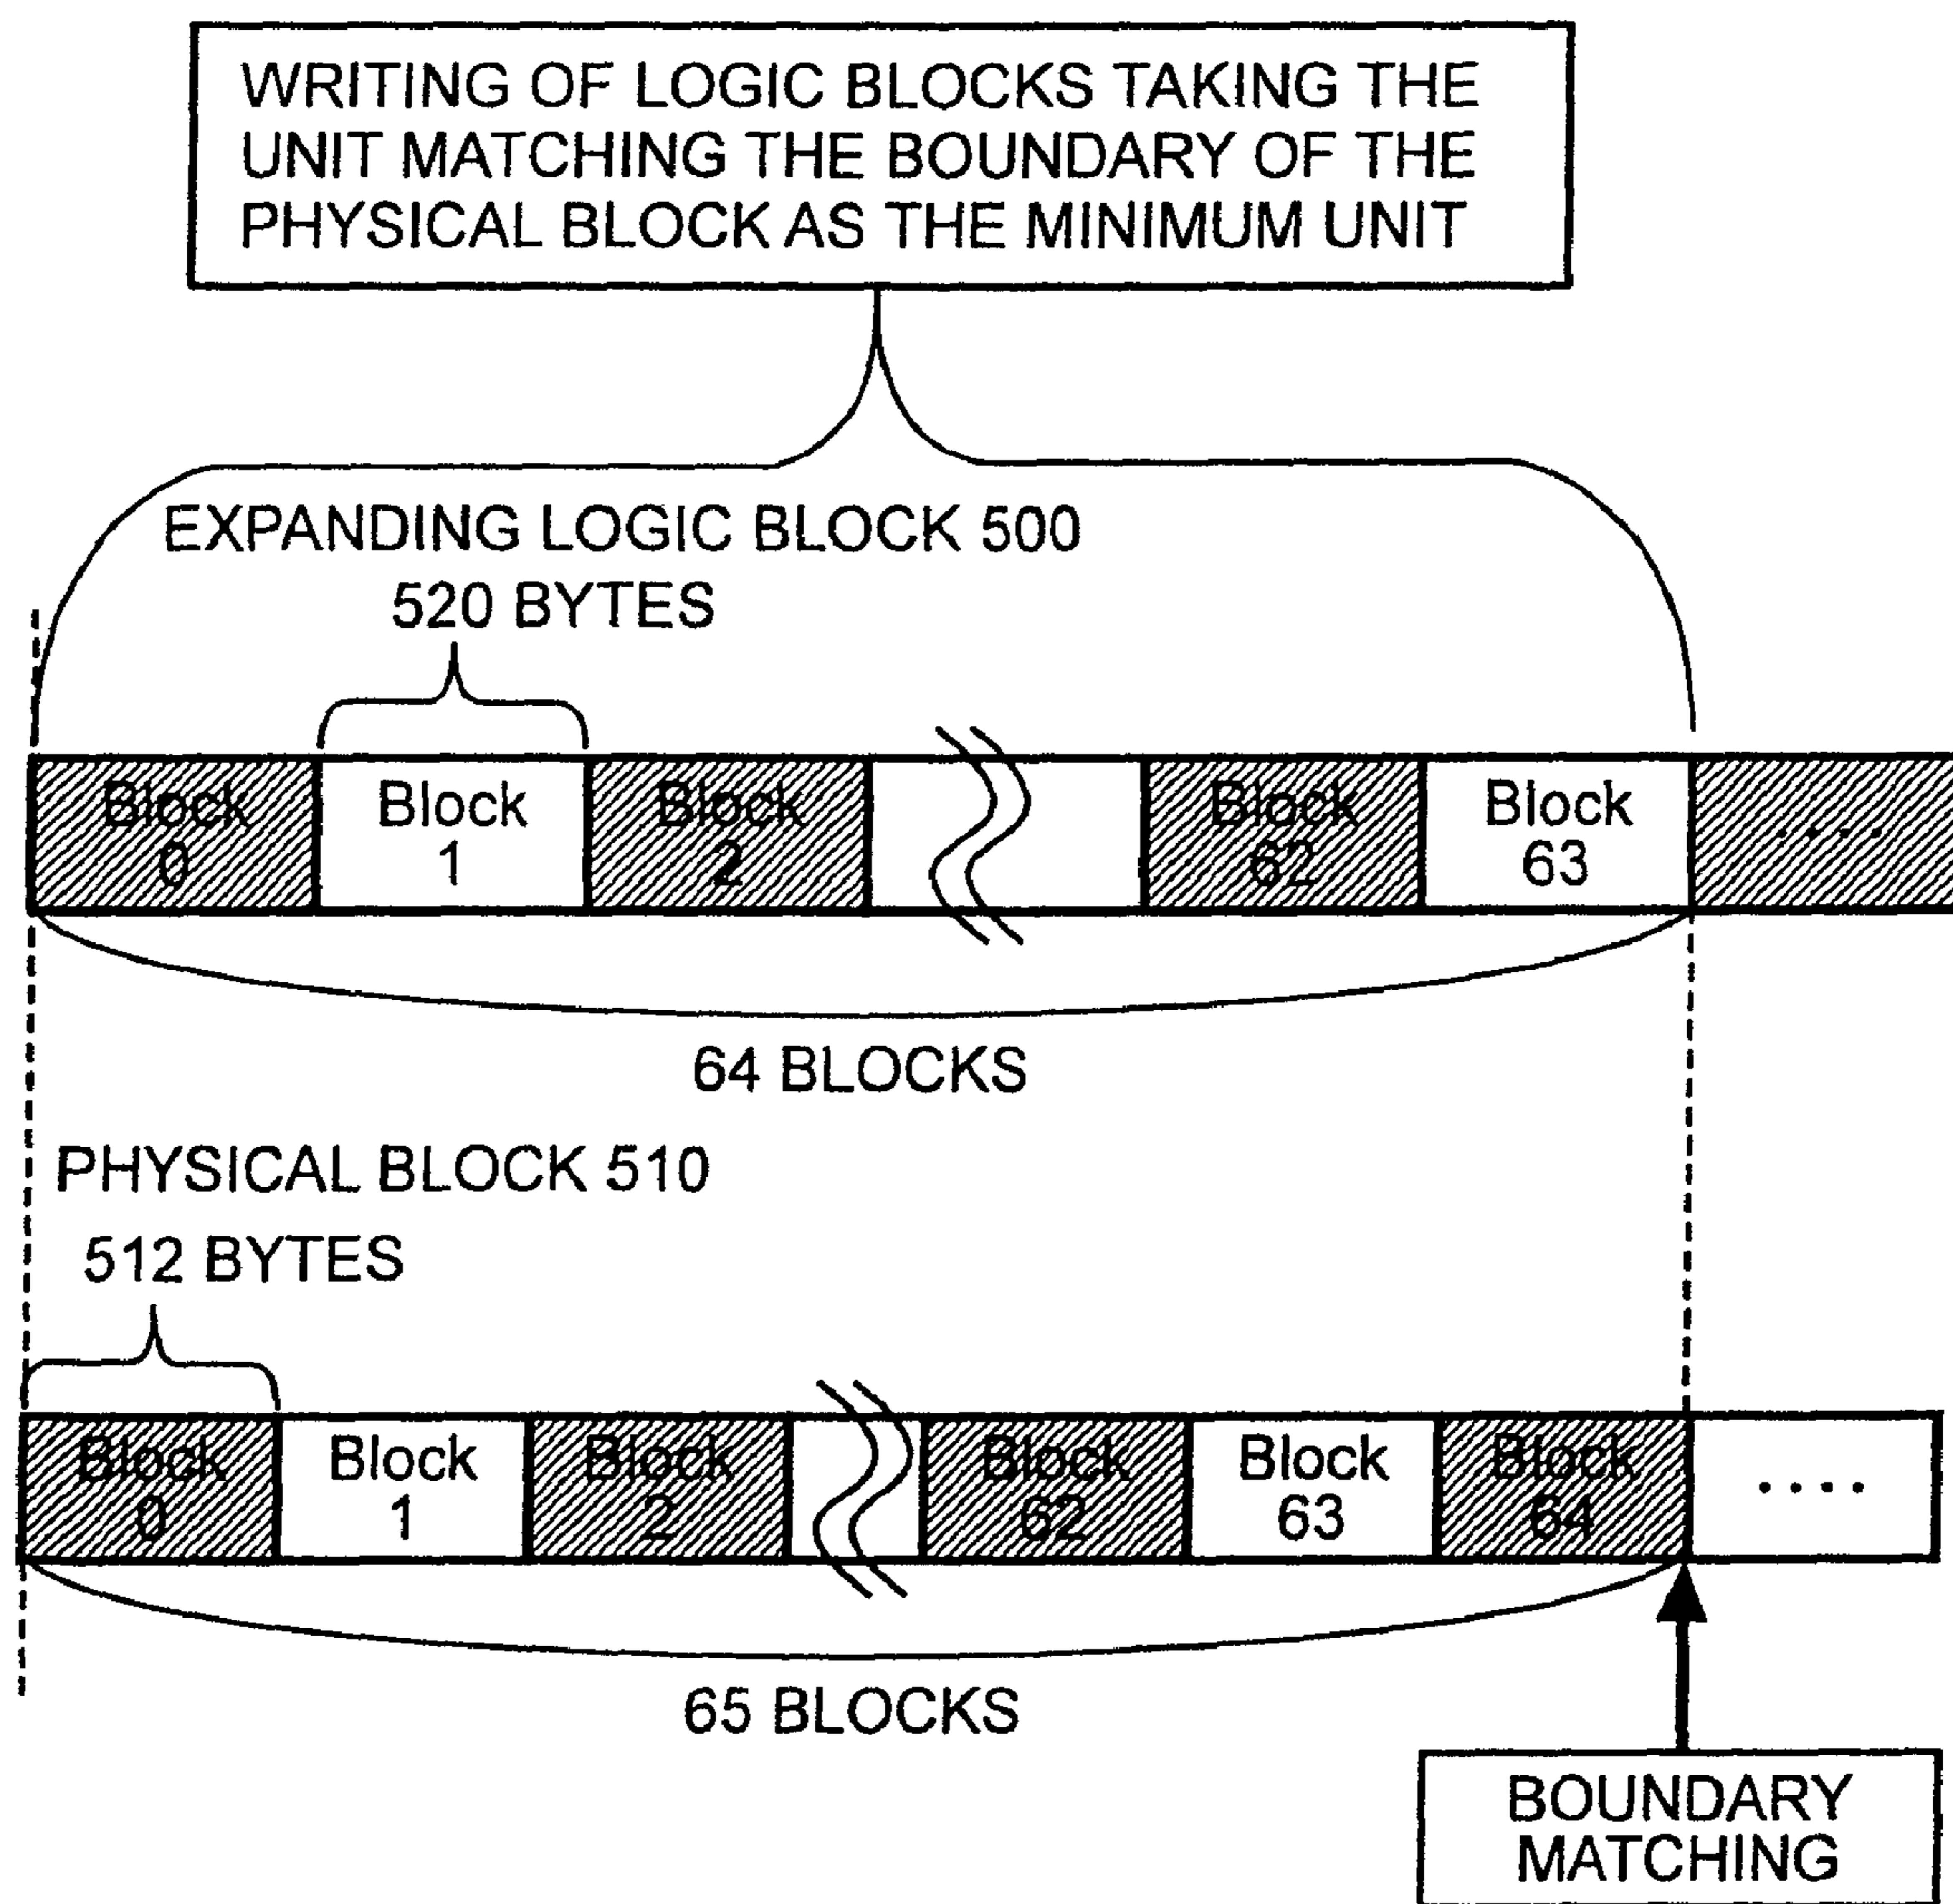 WRITING OF LOGIC BLOCKS TAKING THE
UNIT MATCHING THE BOUNDARY OF THE
PHYSICAL BLOCK AS THE MINIMUM UNIT
EXPANDING LOGIC BLOCK 500
520 BYTES
Block
0
Block
1
Block
2
Block
62
Block
63
....
64 BLOCKS
PHYSICAL BLOCK 510
512 BYTES
Block
0
Block
1
Block
2
Block
62
Block
63
Block
64
....
65 BLOCKS
BOUNDARY
MATCHING